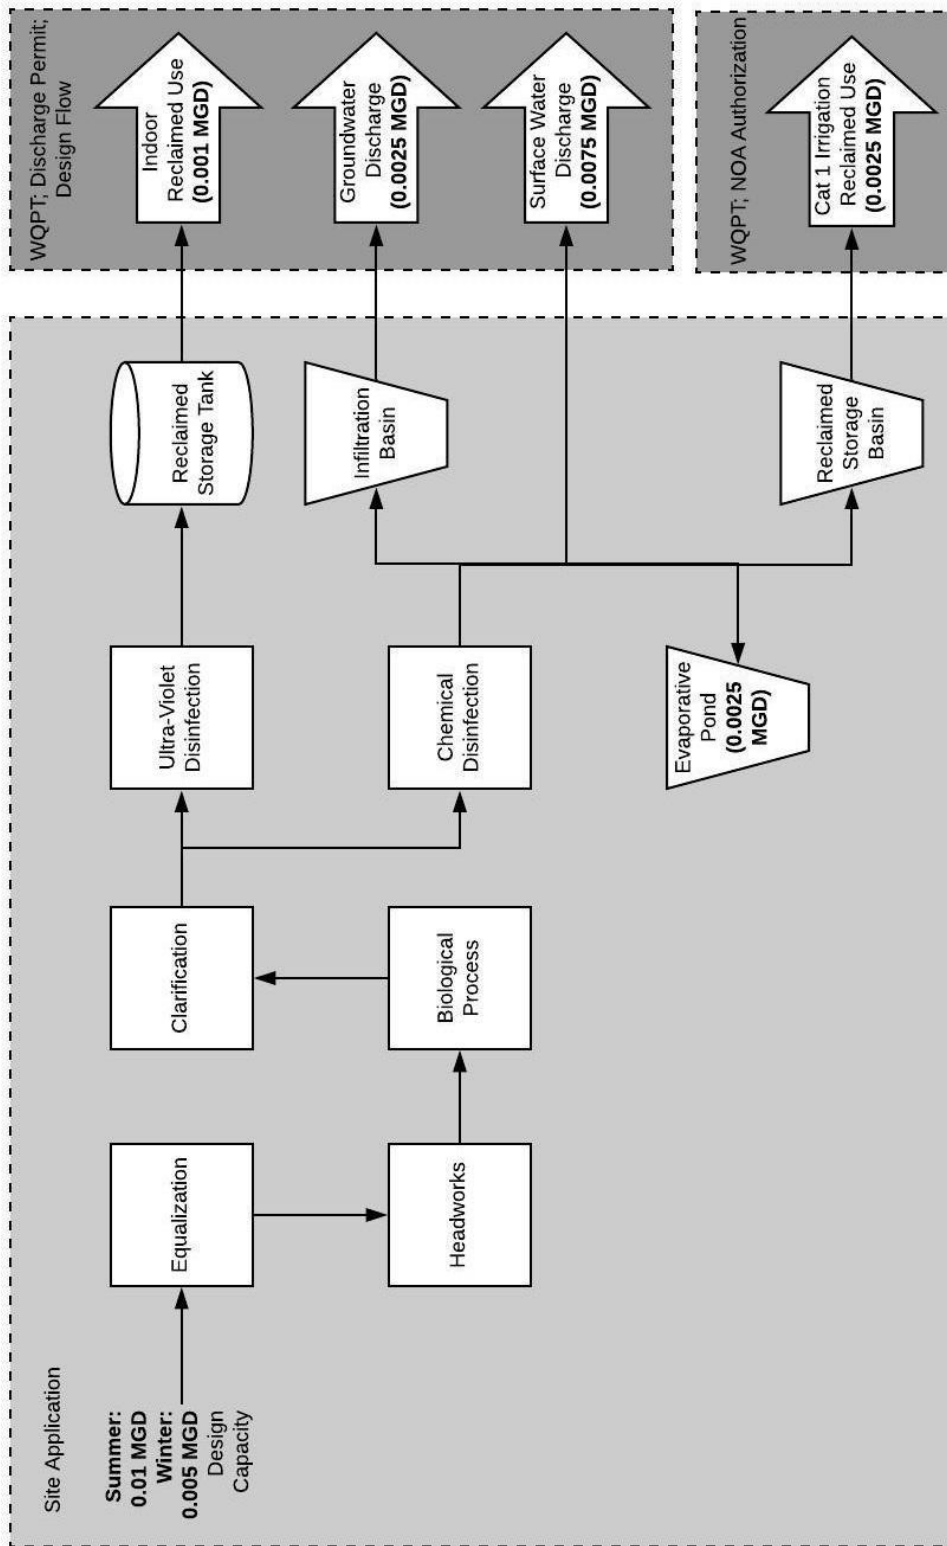 Site Application
Summer:
0.01 MGD
Winter:
0.005 MGD
Design
Capacity
Equalization
Headworks
Clarification
Biological
Process
Ultra-Violet
Disinfection
Chemical
Disinfection
Evaporative
Pond
(0.0025
MGD)
Reclaimed
Storage Tank
Infiltration
Basin
Reclaimed
Storage
Basin
WQPT; Discharge Permit;
Design Flow
Indoor
Reclaimed Use
(0.001 MGD)
Groundwater
Discharge
(0.0025 MGD)
Surface Water
Discharge
(0.0075 MGD)
WQPT; NOA Authorization
Cat 1 Irrigation
Reclaimed Use
(0.0025 MGD)